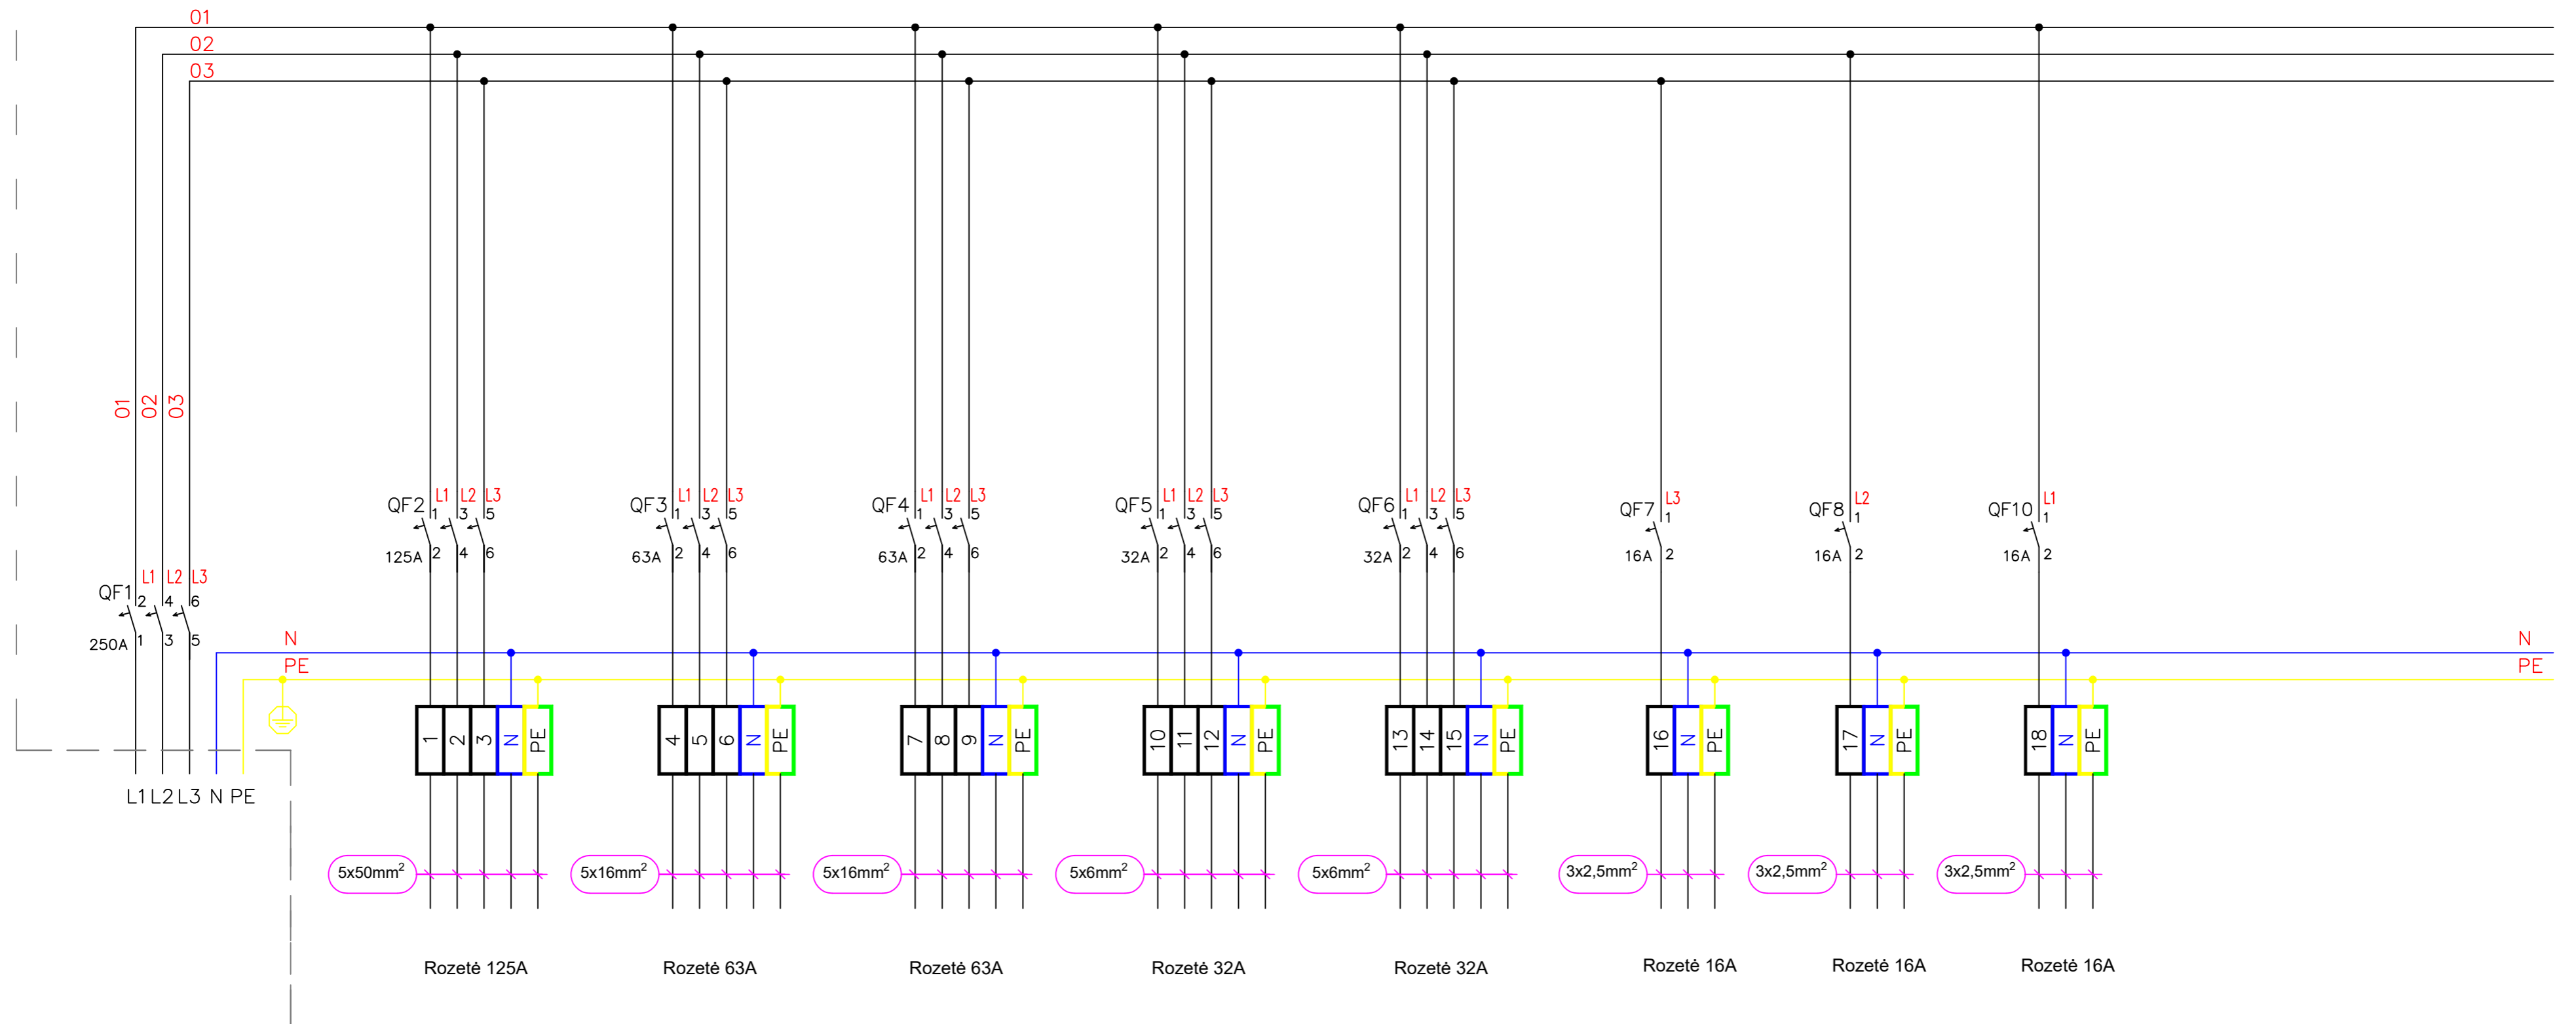 01
02
03
01 02 03
QF1 L1 L2 L3
2 4 6
250A 1 3 5
QF2 L1 L2 L3
1 3 5
125A 2 4 6
QF3 L1 L2 L3
1 3 5
63A 2 4 6
QF4 L1 L2 L3
1 3 5
63A 2 4 6
QF5 L1 L2 L3
1 3 5
32A 2 4 6
QF6 L1 L2 L3
1 3 5
32A 2 4 6
QF7 L3
1
16A 2
QF8 L2
1
16A 2
QF10 L1
1
16A 2
N N
PE PE
1 2 3 N PE
4 5 6 N PE
7 8 9 N PE
10 11 12 N PE
13 14 15 N PE
16 N PE
17 N PE
18 N PE
L1 L2 L3 N PE
5x50mm²
5x16mm²
5x16mm²
5x6mm²
5x6mm²
3x2,5mm²
3x2,5mm²
3x2,5mm²
Rozetė 125A
Rozetė 63A
Rozetė 63A
Rozetė 32A
Rozetė 32A
Rozetė 16A
Rozetė 16A
Rozetė 16A